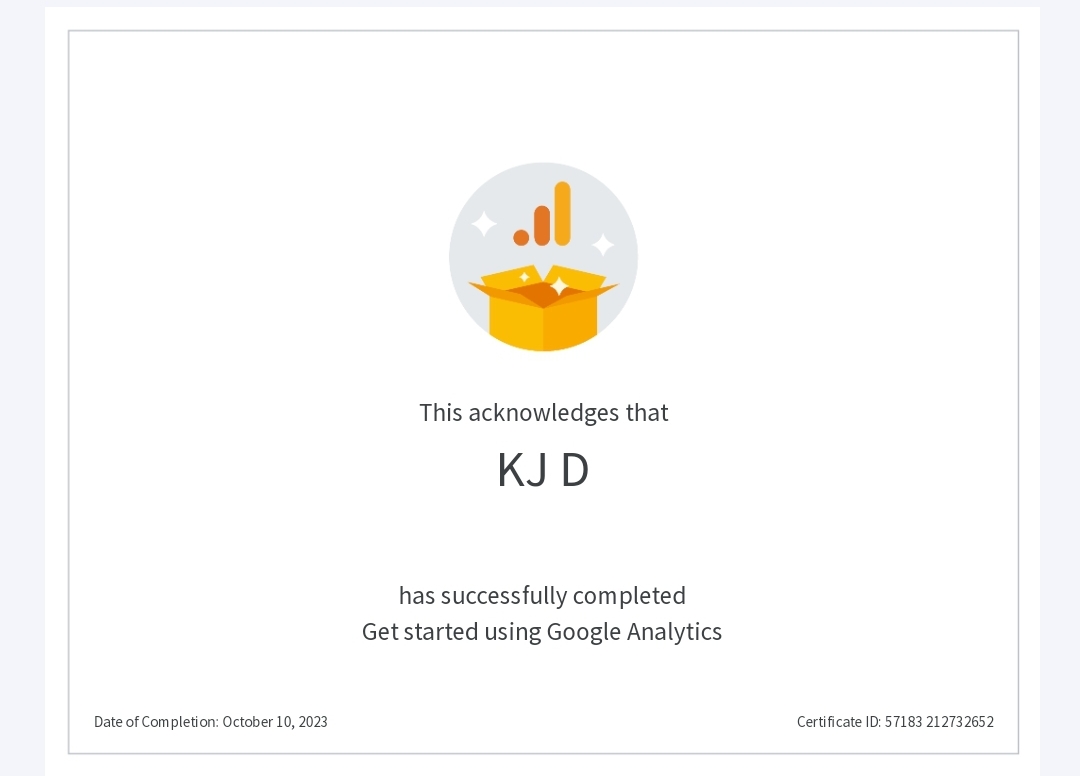 This acknowledges that
KJ D
has successfully completed
Get started using Google Analytics
Date of Completion: October 10, 2023
Certificate ID: 57183 212732652